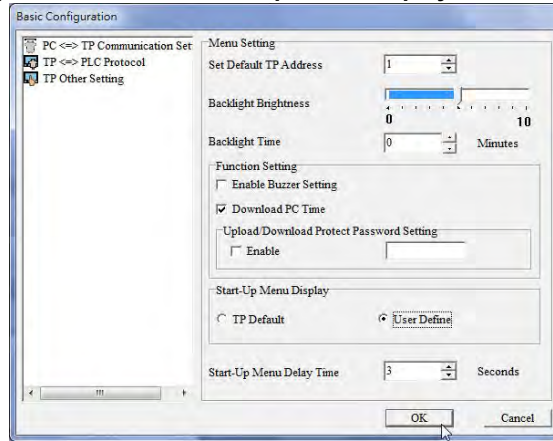 Basic Configuration
PC <=> TP Communication Set
TP <=> PLC Protocol
TP Other Setting
Menu Setting
Set Default TP Address
1
Backlight Brightness
0
10
Backlight Time
0
Minutes
Function Setting
Enable Buzzer Setting
Download PC Time
Upload/Download Protect Password Setting
Enable
Start-Up Menu Display
TP Default
User Define
Start-Up Menu Delay Time
3
Seconds
OK
Cancel